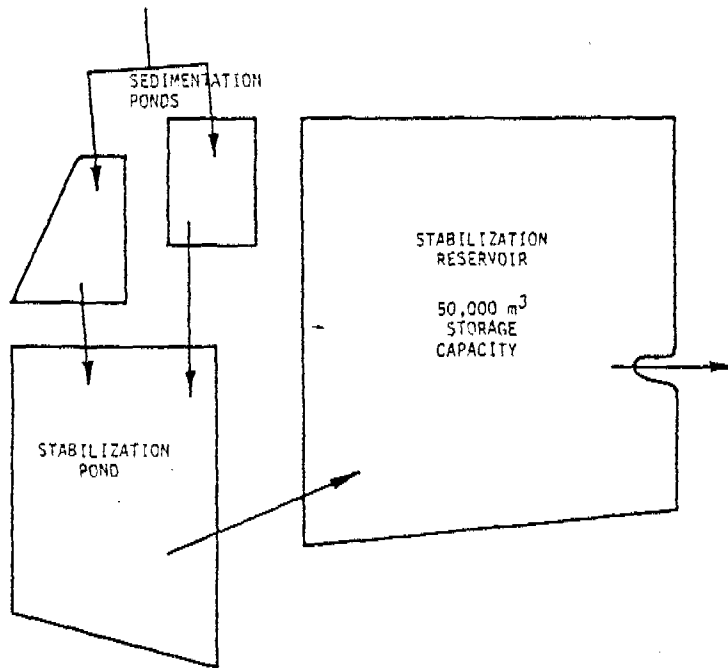 SEDIMENTATION
PONDS
STABILIZATION
RESERVOIR
50,000 m³
STORAGE
CAPACITY
STABILIZATION
POND